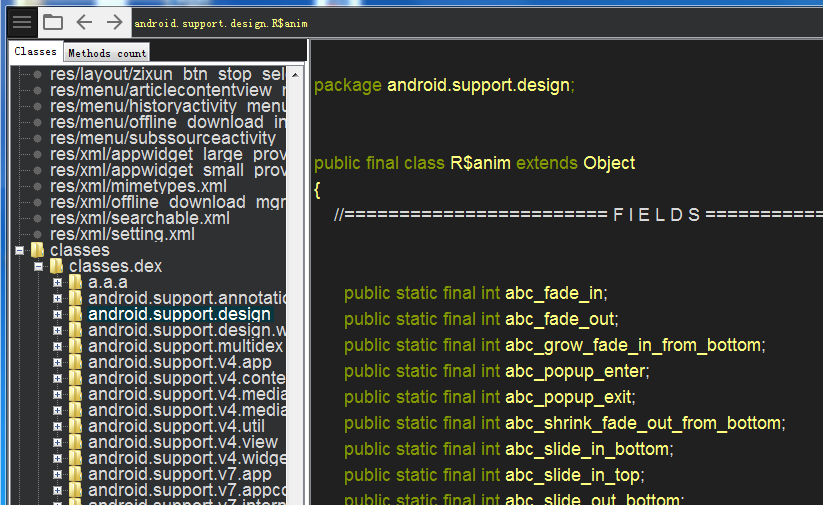 android.support.design.R$anim
Classes
Methods count
res/layout/zixun_btn_stop_sel
res/menu/articlecontentview_
res/menu/historyactivity_menu
res/menu/offline_download_in
res/menu/subssourceactivity_
res/xml/appwidget_large_prov
res/xml/appwidget_small_prov
res/xml/mimetypes.xml
res/xml/offline_download_mgr
res/xml/searchable.xml
res/xml/setting.xml
classes
classes.dex
a.a.a
android.support.annotatio
android.support.design
android.support.design.w
android.support.multidex
android.support.v4.app
android.support.v4.conte
android.support.v4.media
android.support.v4.media
android.support.v4.util
android.support.v4.view
android.support.v4.widge
android.support.v7.app
android.support.v7.appco
android.support.v7.intern
package android.support.design;
public final class R$anim extends Object
{
//======================== F I E L D S ===========
public static final int abc_fade_in;
public static final int abc_fade_out;
public static final int abc_grow_fade_in_from_bottom;
public static final int abc_popup_enter;
public static final int abc_popup_exit;
public static final int abc_shrink_fade_out_from_bottom;
public static final int abc_slide_in_bottom;
public static final int abc_slide_in_top;
public static final int abc_slide_out_bottom;